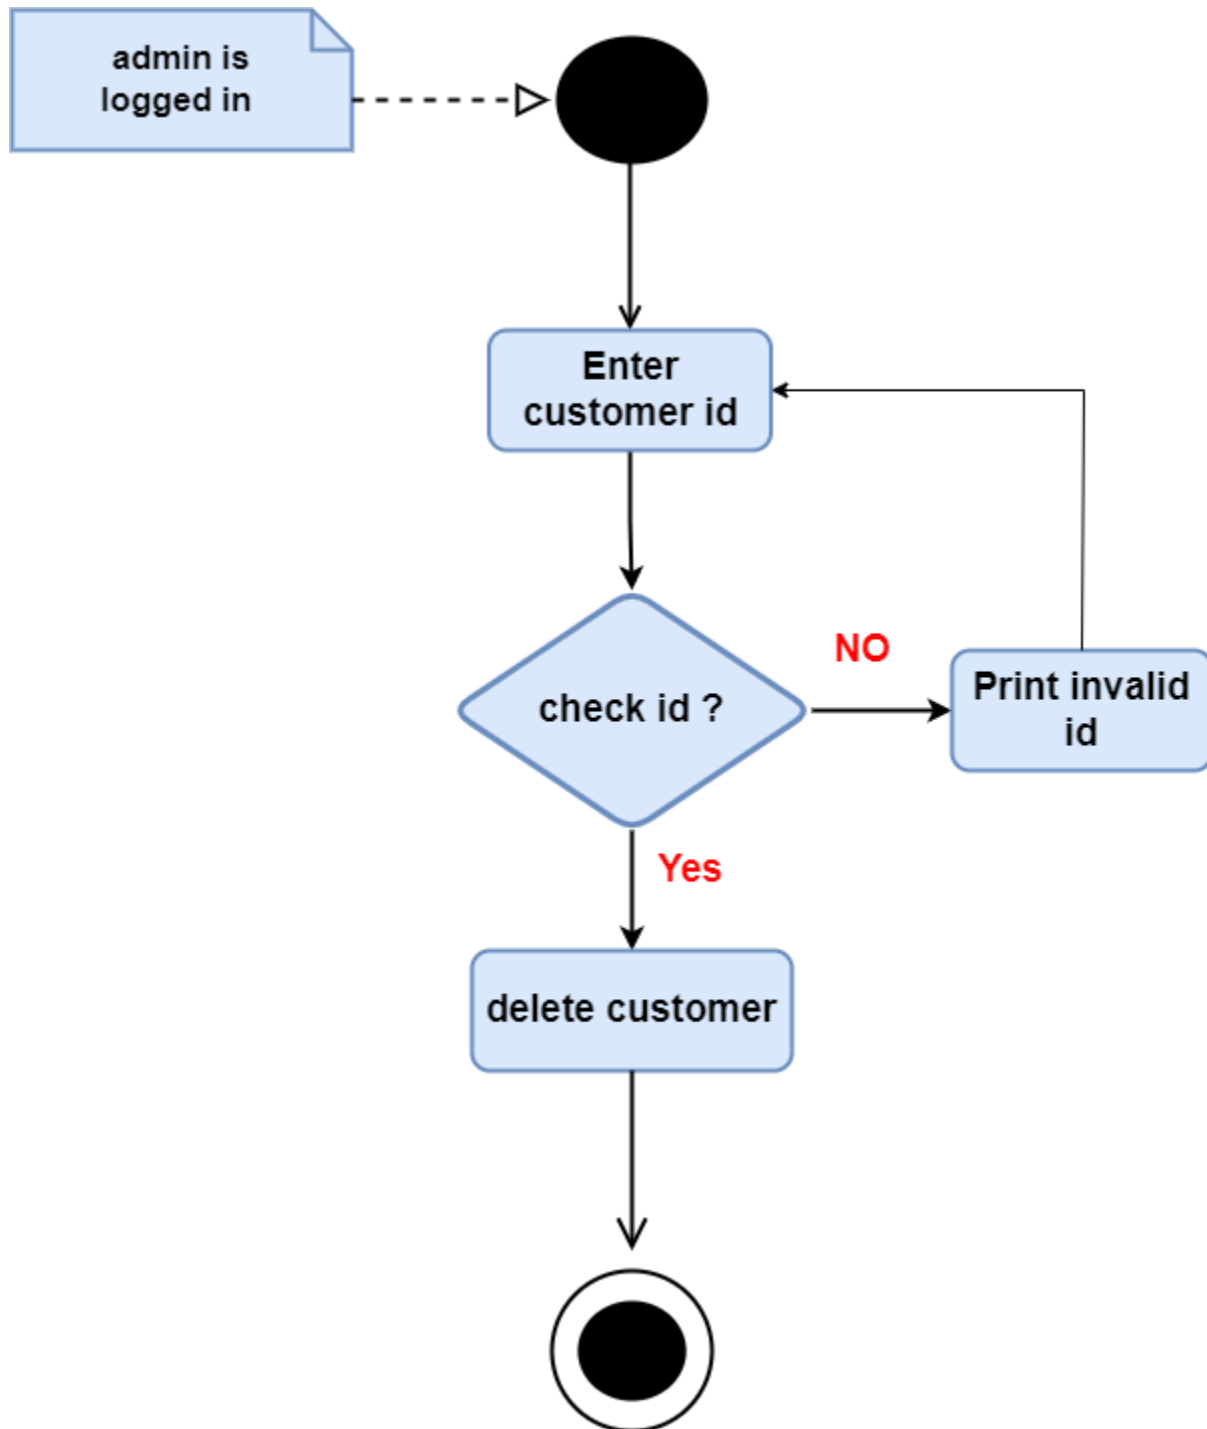 admin is
logged in
Enter
customer id
check id ?
NO
Print invalid
id
Yes
delete customer